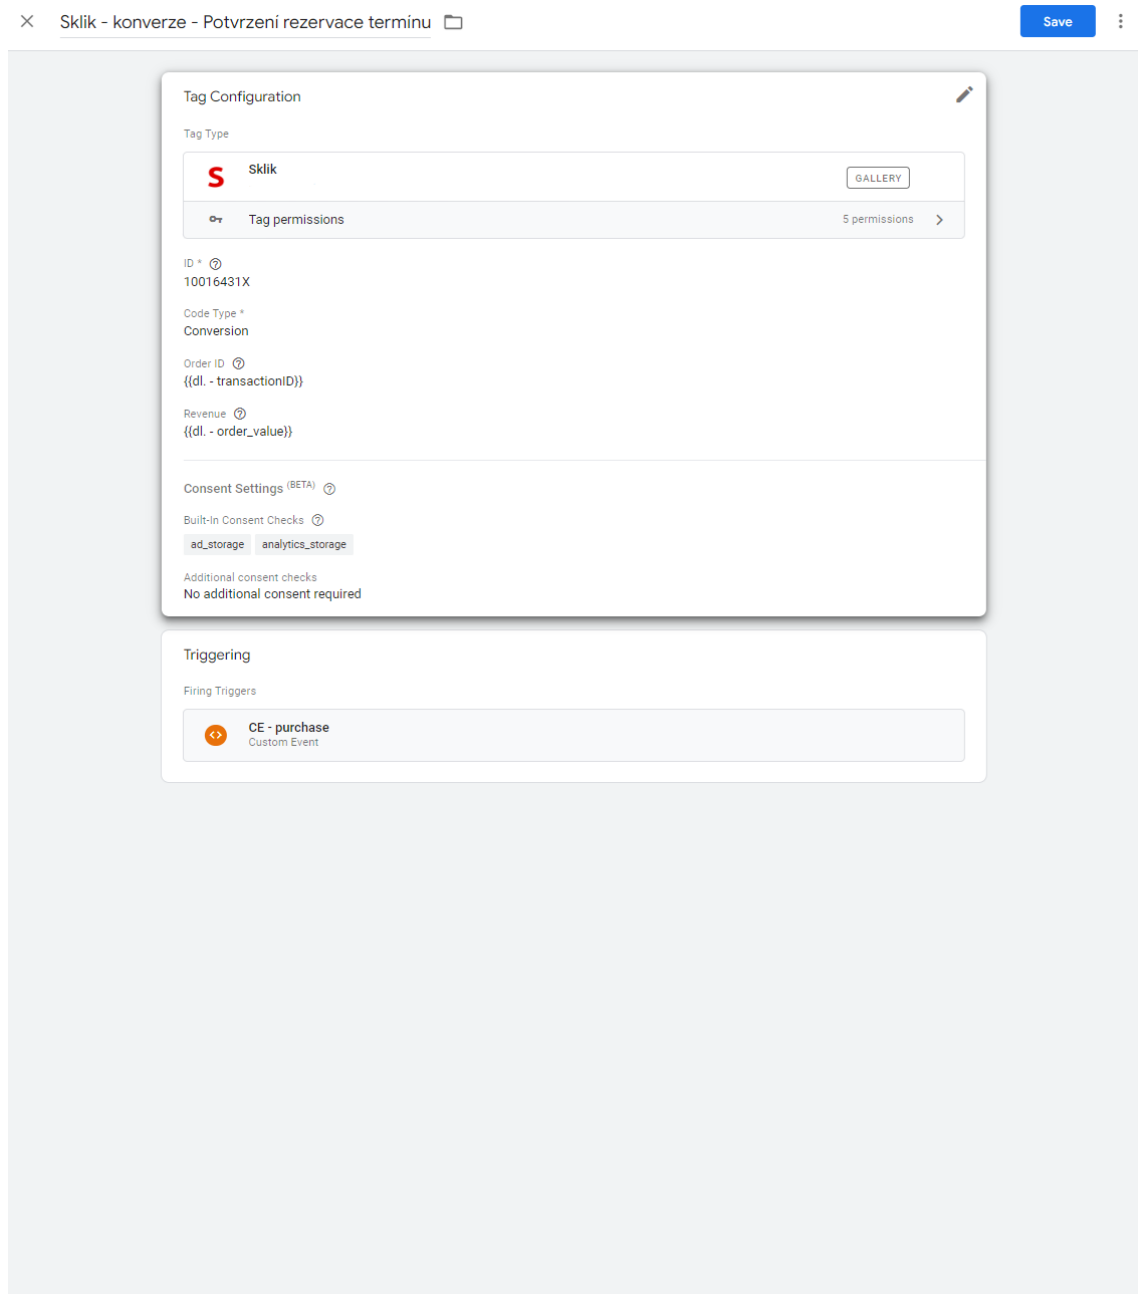 Sklik - konverze - Potvrzení rezervace termínu
Save
Tag Configuration
Tag Type
S
Sklik
GALLERY
Tag permissions
5 permissions
ID *
10016431X
Code Type *
Conversion
Order ID
{{dl. - transactionID}}
Revenue
{{dl. - order_value}}
Consent Settings (BETA)
Built-In Consent Checks
ad_storage analytics_storage
Additional consent checks
No additional consent required
Triggering
Firing Triggers
CE - purchase
Custom Event